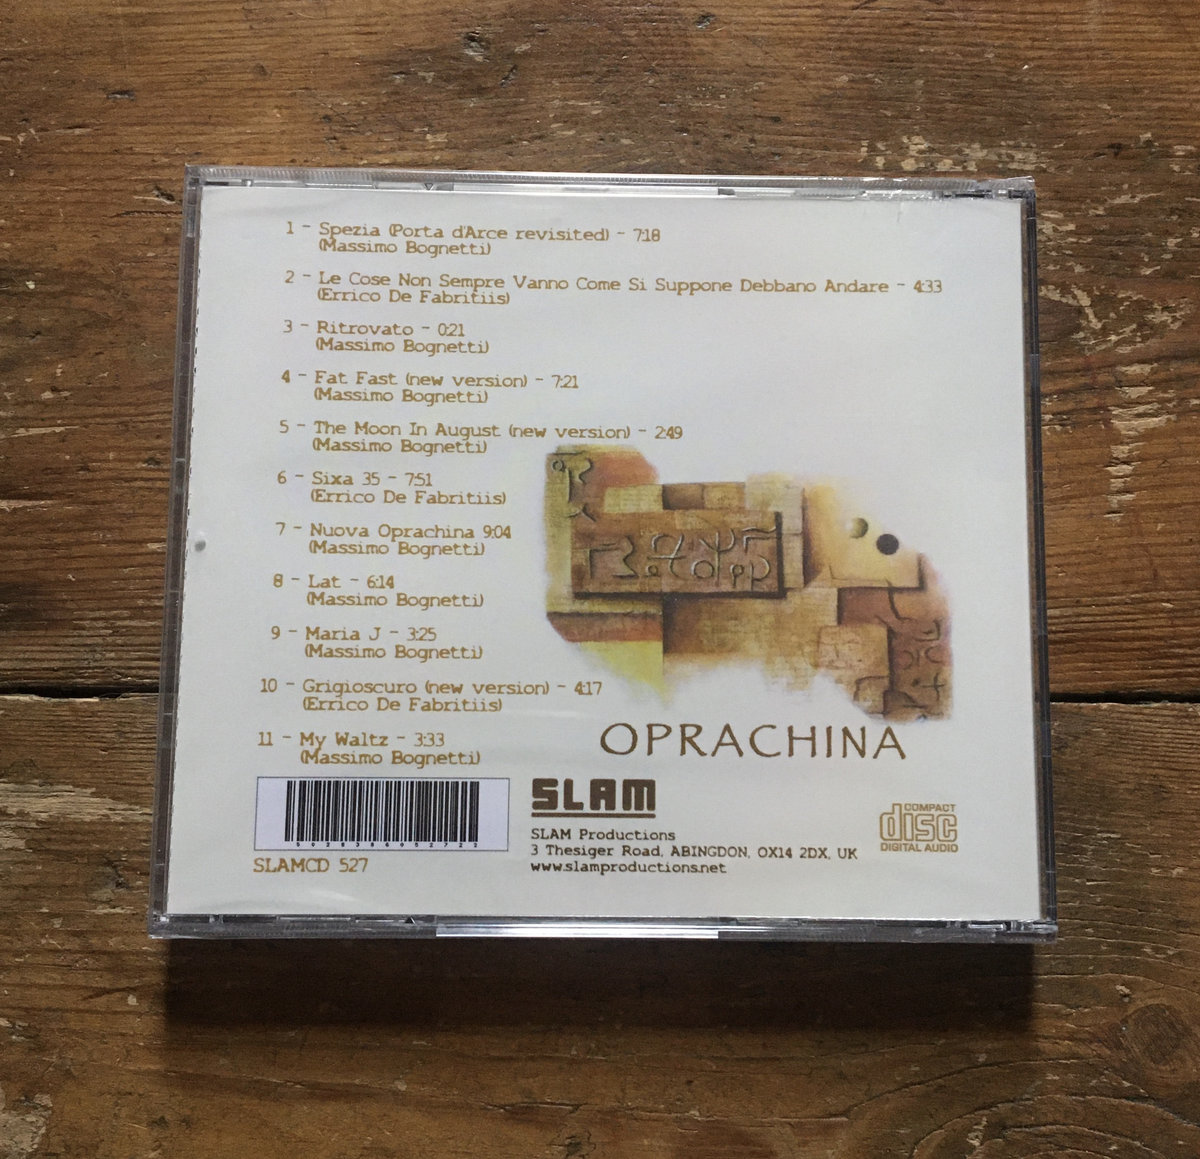 1 - Spezia (Porta d'Arce revisited) - 7:18
(Massimo Bognetti)
2 - Le Cose Non Sempre Vanno Come Si Suppone Debbano Andare - 4:33
(Errico De Fabritiis)
3 - Ritrovato - 0:21
(Massimo Bognetti)
4 - Fat Fast (new version) - 7:21
(Massimo Bognetti)
5 - The Moon In August (new version) - 2:49
(Massimo Bognetti)
6 - Sixa 35 - 7:51
(Errico De Fabritiis)
7 - Nuova Oprachina 9:04
(Massimo Bognetti)
8 - Lat - 6:14
(Massimo Bognetti)
9 - Maria J - 3:25
(Massimo Bognetti)
10 - Grigioscuro (new version) - 4:17
(Errico De Fabritiis)
11 - My Waltz - 3:33
(Massimo Bognetti)
OPRACHINA
5028386052722
SLAMCD 527
SLAM
SLAM Productions
3 Thesiger Road, ABINGDON, OX14 2DX, UK
www.slamproductions.net
COMPACT
disc
DIGITAL AUDIO